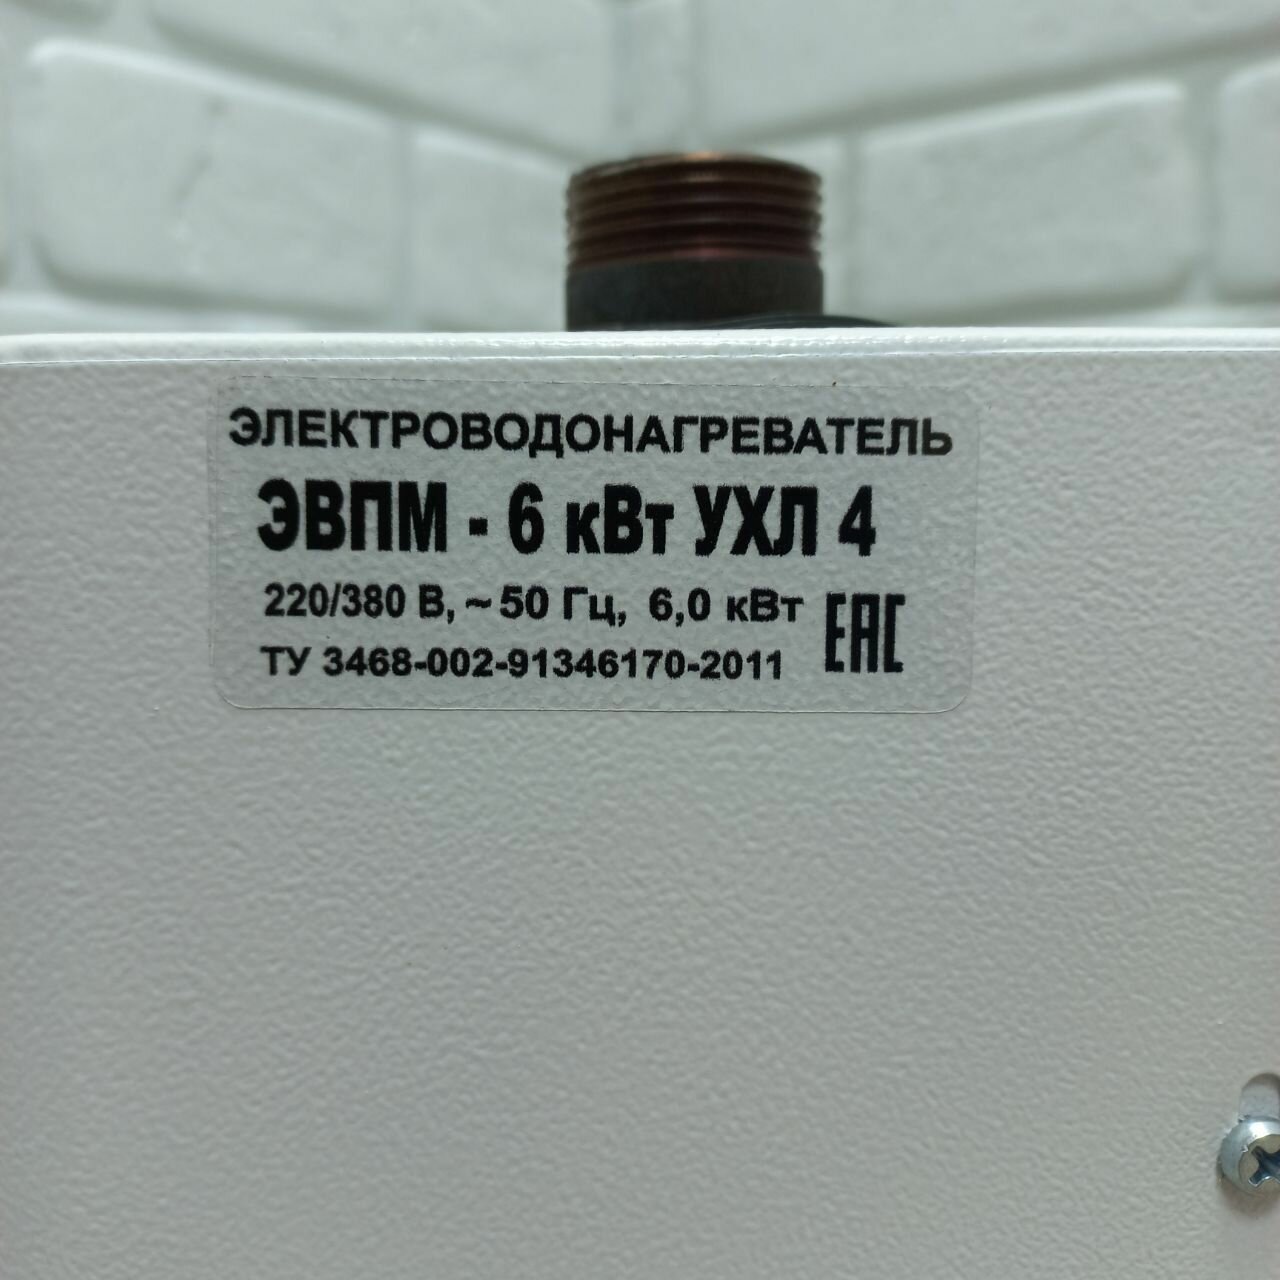 ЭЛЕКТРОВОДОНАГРЕВАТЕЛЬ
ЭВПМ - 6 кВт УХЛ 4
220/380 В, ~ 50 Гц, 6,0 кВт
ТУ 3468-002-91346170-2011
ЕАС